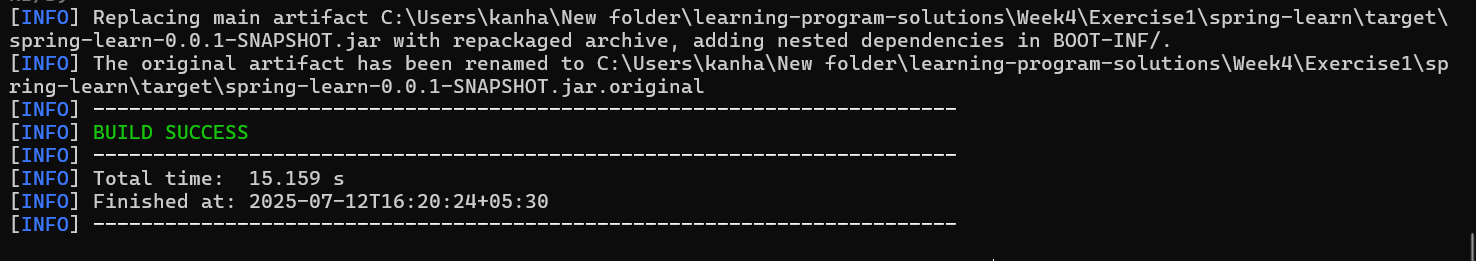 [INFO] Replacing main artifact C:\Users\kanha\New folder\learning-program-solutions\Week4\Exercise1\spring-learn\target\
spring-learn-0.0.1-SNAPSHOT.jar with repackaged archive, adding nested dependencies in BOOT-INF/.
[INFO] The original artifact has been renamed to C:\Users\kanha\New folder\learning-program-solutions\Week4\Exercise1\sp
ring-learn\target\spring-learn-0.0.1-SNAPSHOT.jar.original
[INFO] ------------------------------------------------------------------------
[INFO] BUILD SUCCESS
[INFO] ------------------------------------------------------------------------
[INFO] Total time:  15.159 s
[INFO] Finished at: 2025-07-12T16:20:24+05:30
[INFO] ------------------------------------------------------------------------